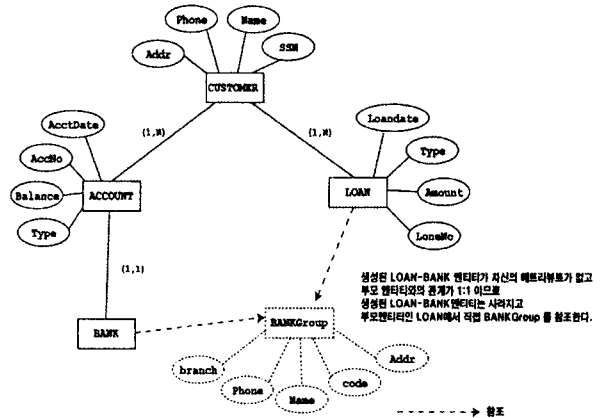 Phone
Name
Addr
SSN
CUSTOMER
(1,N)
(1,N)
AcctDate
AccNo
Balance
Type
ACCOUNT
Loandate
Type
Amount
LoneNo
LOAN
(1,1)
생성된 LOAN-BANK 엔티티가 자신의 애트리뷰트가 없고
부모 엔티티와의 관계가 1:1 이므로
생성된 LOAN-BANK엔티티는 사라지고
부모엔티티인 LOAN에서 직접 BANKGroup 를 참조한다.
BANK
BANKGroup
branch
Phone
Name
code
Addr
참조